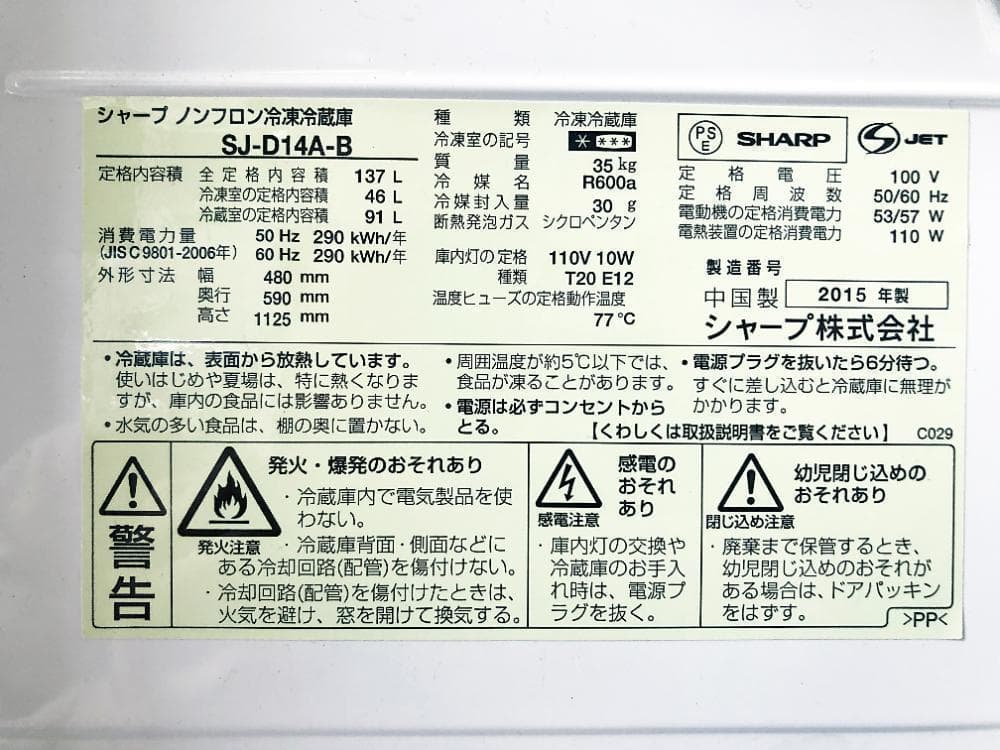 シャープ ノンフロン冷凍冷蔵庫
SJ-D14A-B
定格内容積 全定格内容積 137 L
冷凍室の定格内容積 46 L
冷蔵室の定格内容積 91 L
消費電力量 50 Hz 290 kWh/年
(JIS C 9801-2006年) 60 Hz 290 kWh/年
外形寸法 幅 480 mm
奥行 590 mm
高さ 1125 mm
種類 冷凍冷蔵庫
冷凍室の記号 * ***
質量 35 kg
冷媒名 R600a
冷媒封入量 30 g
断熱発泡ガス シクロペンタン
庫内灯の定格 110V 10W
種類 T20 E12
温度ヒューズの定格動作温度
77℃
PS
E
SHARP
S JET
定格電圧 100 V
定格周波数 50/60 Hz
電動機の定格消費電力 53/57 W
電熱装置の定格消費電力 110 W
製造番号
中国製 2015 年製
シャープ株式会社
・冷蔵庫は、表面から放熱しています。
使いはじめや夏場は、特に熱くなりま
すが、庫内の食品には影響ありません。
・水気の多い食品は、棚の奥に置かない。
・周囲温度が約5℃以下では、
食品が凍ることがあります。
・電源は必ずコンセントから
とる。
・電源プラグを抜いたら6分待つ。
すぐに差し込むと冷蔵庫に無理が
かかります。
【くわしくは取扱説明書をご覧ください】 C029
警告
発火注意
発火・爆発のおそれあり
・冷蔵庫内で電気製品を使
わない。
・冷蔵庫背面・側面などに
ある冷却回路(配管)を傷付けない。
・冷却回路(配管)を傷付けたときは、
火気を避け、窓を開けて換気する。
感電注意
感電の
おそれ
あり
・庫内灯の交換や
冷蔵庫のお手入
れ時は、電源プ
ラグを抜く。
閉じ込め注意
幼児閉じ込めの
おそれあり
・廃棄まで保管するとき、
幼児閉じ込めのおそれが
ある場合は、ドアパッキン
をはずす。
>PP<